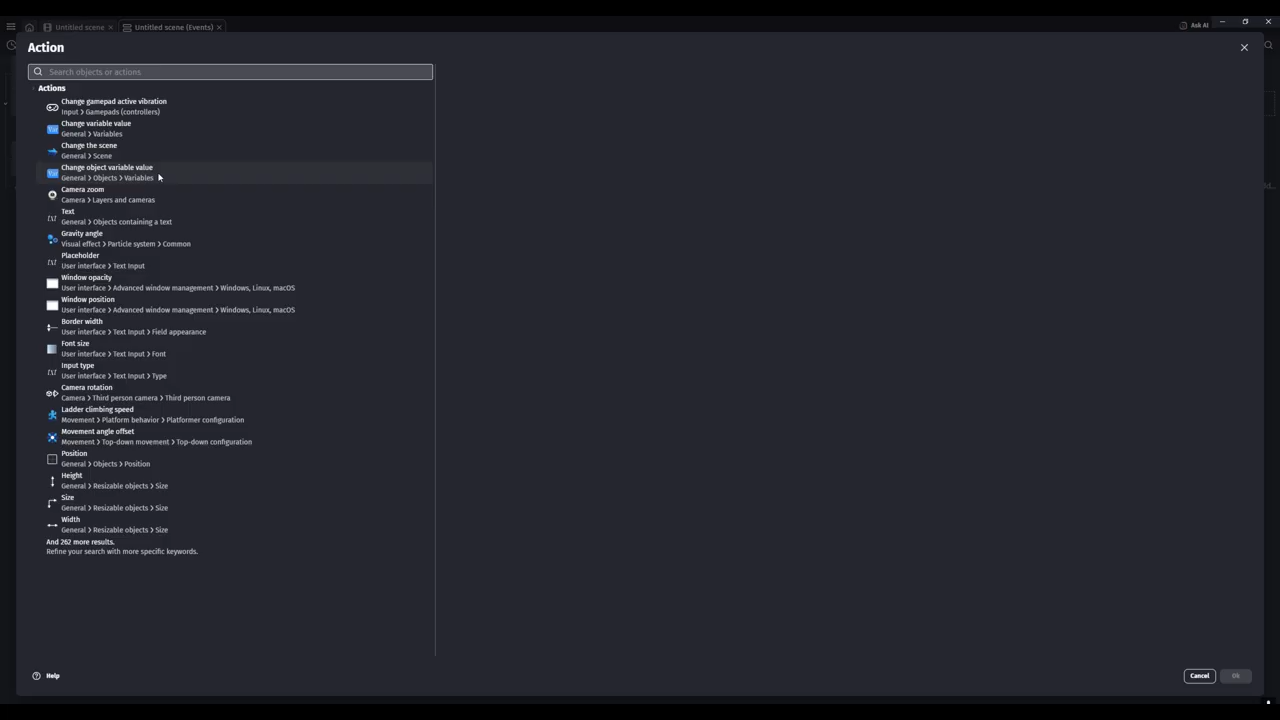 Untitled scene
Untitled scene (Events)
Ask AI
Action
Search objects or actions
Actions
Change gamepad active vibration
Input > Gamepads (controllers)
Var
Change variable value
General > Variables
Change the scene
General > Scene
Var
Change object variable value
General > Objects > Variables
Camera zoom
Camera > Layers and cameras
txt
Text
General > Objects containing a text
Gravity angle
Visual effect > Particle system > Common
txt
Placeholder
User interface > Text Input
Window opacity
User interface > Advanced window management > Windows, Linux, macOS
Window position
User interface > Advanced window management > Windows, Linux, macOS
Border width
User interface > Text Input > Field appearance
Font size
User interface > Text Input > Font
txt
Input type
User interface > Text Input > Type
Camera rotation
Camera > Third person camera > Third person camera
Ladder climbing speed
Movement > Platform behavior > Platformer configuration
Movement angle offset
Movement > Top-down movement > Top-down configuration
Position
General > Objects > Position
Height
General > Resizable objects > Size
Size
General > Resizable objects > Size
Width
General > Resizable objects > Size
And 262 more results.
Refine your search with more specific keywords.
Help
Cancel
Ok